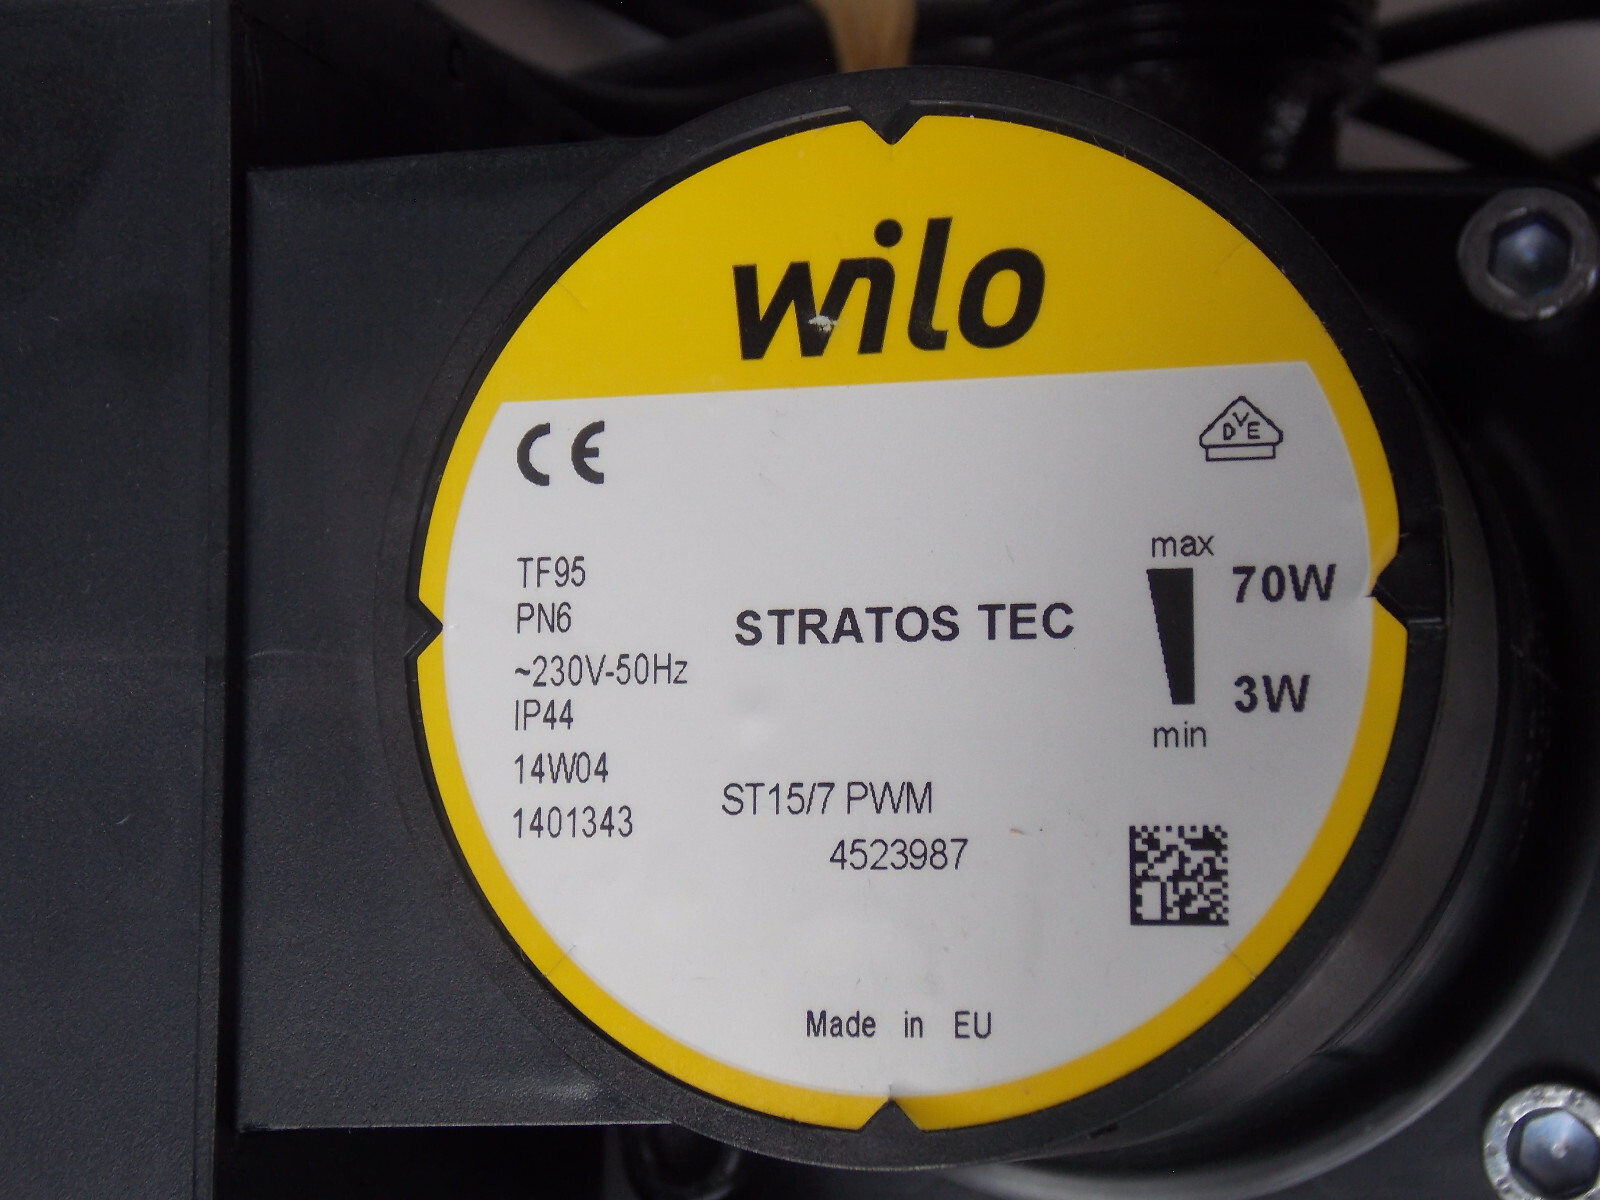 wilo
CE
DVE
TF95
PN6
~230V-50Hz
IP44
14W04
1401343
STRATOS TEC
ST15/7 PWM
4523987
max
70W
3W
min
Made in EU